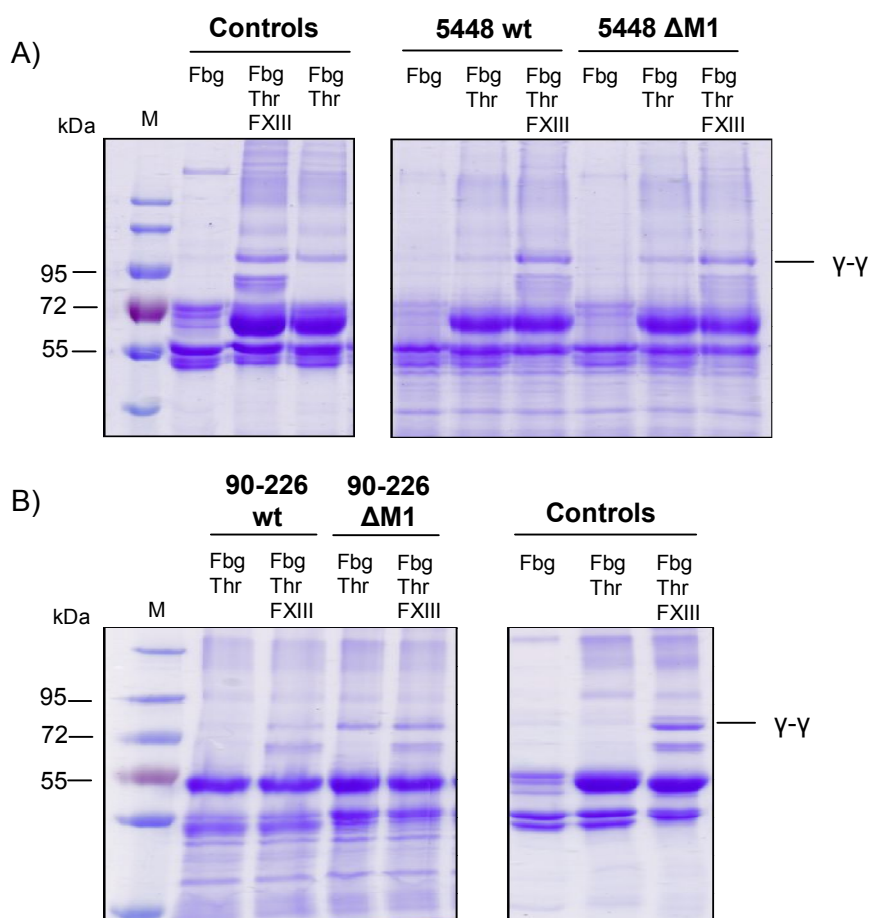 A)
Controls
5448 wt
5448 ΔM1
Fbg
Fbg
Thr
FXIII
Fbg
Thr
Fbg
Fbg
Thr
Fbg
Thr
FXIII
Fbg
Fbg
Thr
Fbg
Thr
FXIII
kDa
M
95
72
55
γ-γ
B)
90-226
wt
90-226
ΔM1
Controls
Fbg
Thr
Fbg
Thr
FXIII
Fbg
Thr
Fbg
Thr
FXIII
Fbg
Fbg
Thr
Fbg
Thr
FXIII
kDa
M
95
72
55
γ-γ